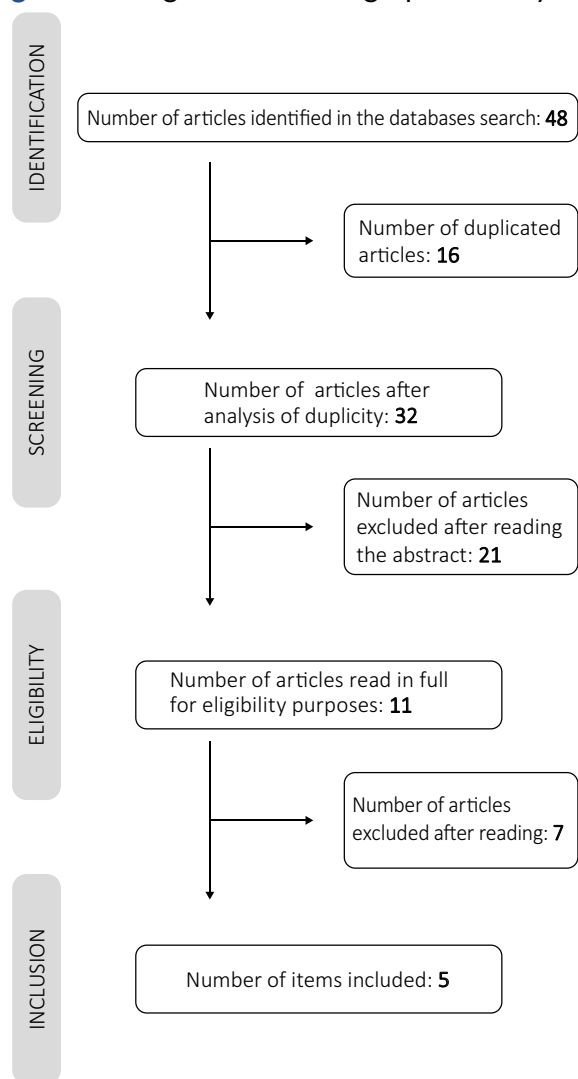 IDENTIFICATION
Number of articles identified in the databases search: 48
Number of duplicated
articles: 16
SCREENING
Number of articles after
analysis of duplicity: 32
Number of articles
excluded after reading
the abstract: 21
ELIGIBILITY
Number of articles read in full
for eligibility purposes: 11
Number of articles
excluded after reading: 7
INCLUSION
Number of items included: 5